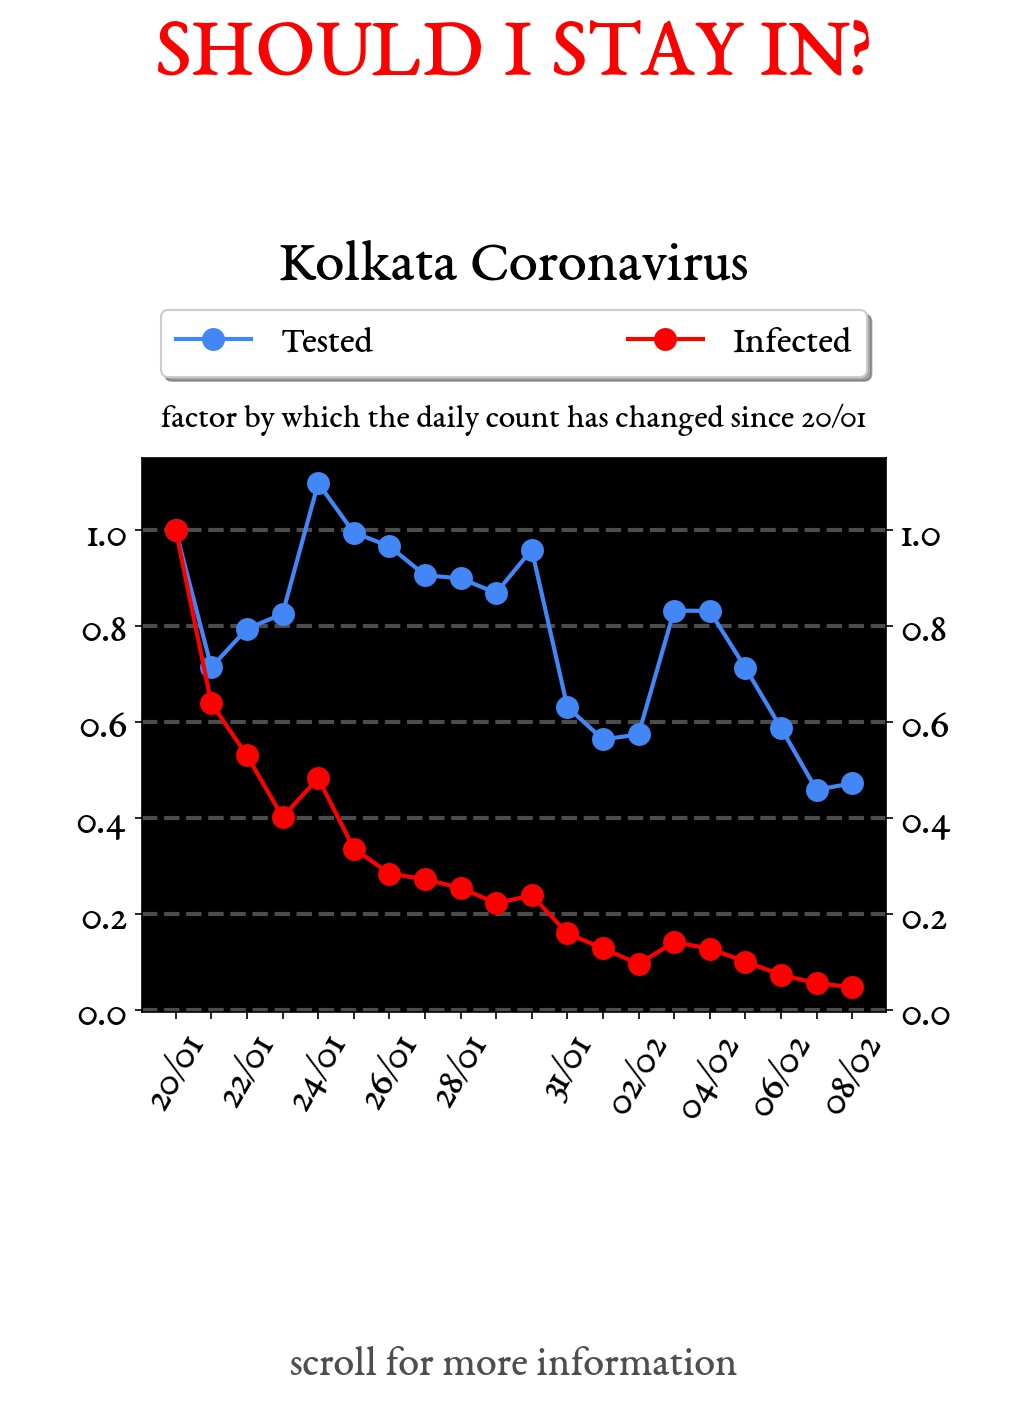 SHOULD I STAY IN?
Kolkata Coronavirus
Tested Infected
factor by which the daily count has changed since 20/01
1.0 1.0
0.8 0.8
0.6 0.6
0.4 0.4
0.2 0.2
0.0 0.0
20/01 22/01 24/01 26/01 28/01 31/01 02/02 04/02 06/02 08/02
scroll for more information